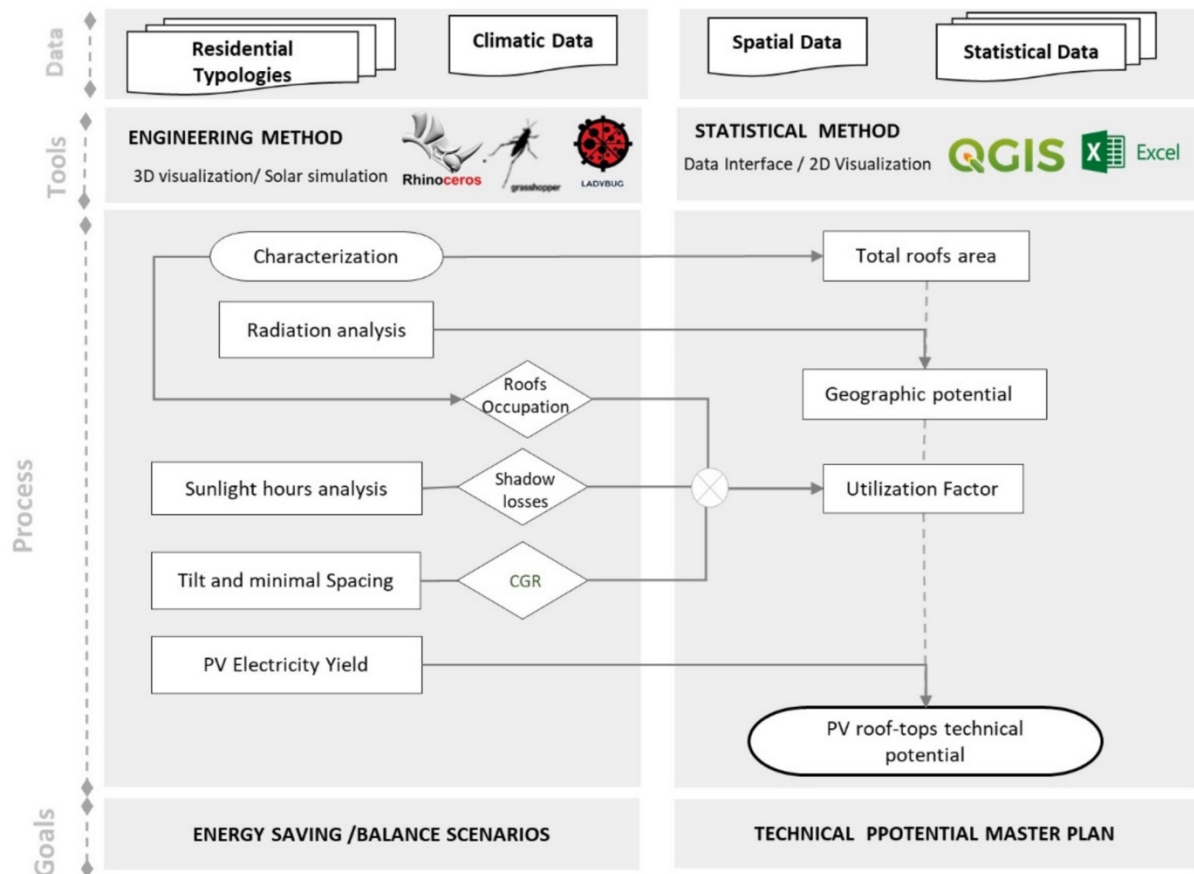 Data
Residential
Typologies
Climatic Data
Spatial Data
Statistical Data
Tools
ENGINEERING METHOD
3D visualization/ Solar simulation
Rhinoceros
grasshopper
LADYBUG
STATISTICAL METHOD
Data Interface / 2D Visualization
QGIS
X
Excel
Process
Characterization
Total roofs area
Radiation analysis
Roofs
Occupation
Geographic potential
Sunlight hours analysis
Shadow
losses
Utilization Factor
Tilt and minimal Spacing
CGR
PV Electricity Yield
PV roof-tops technical
potential
Goals
ENERGY SAVING /BALANCE SCENARIOS
TECHNICAL PPOTENTIAL MASTER PLAN